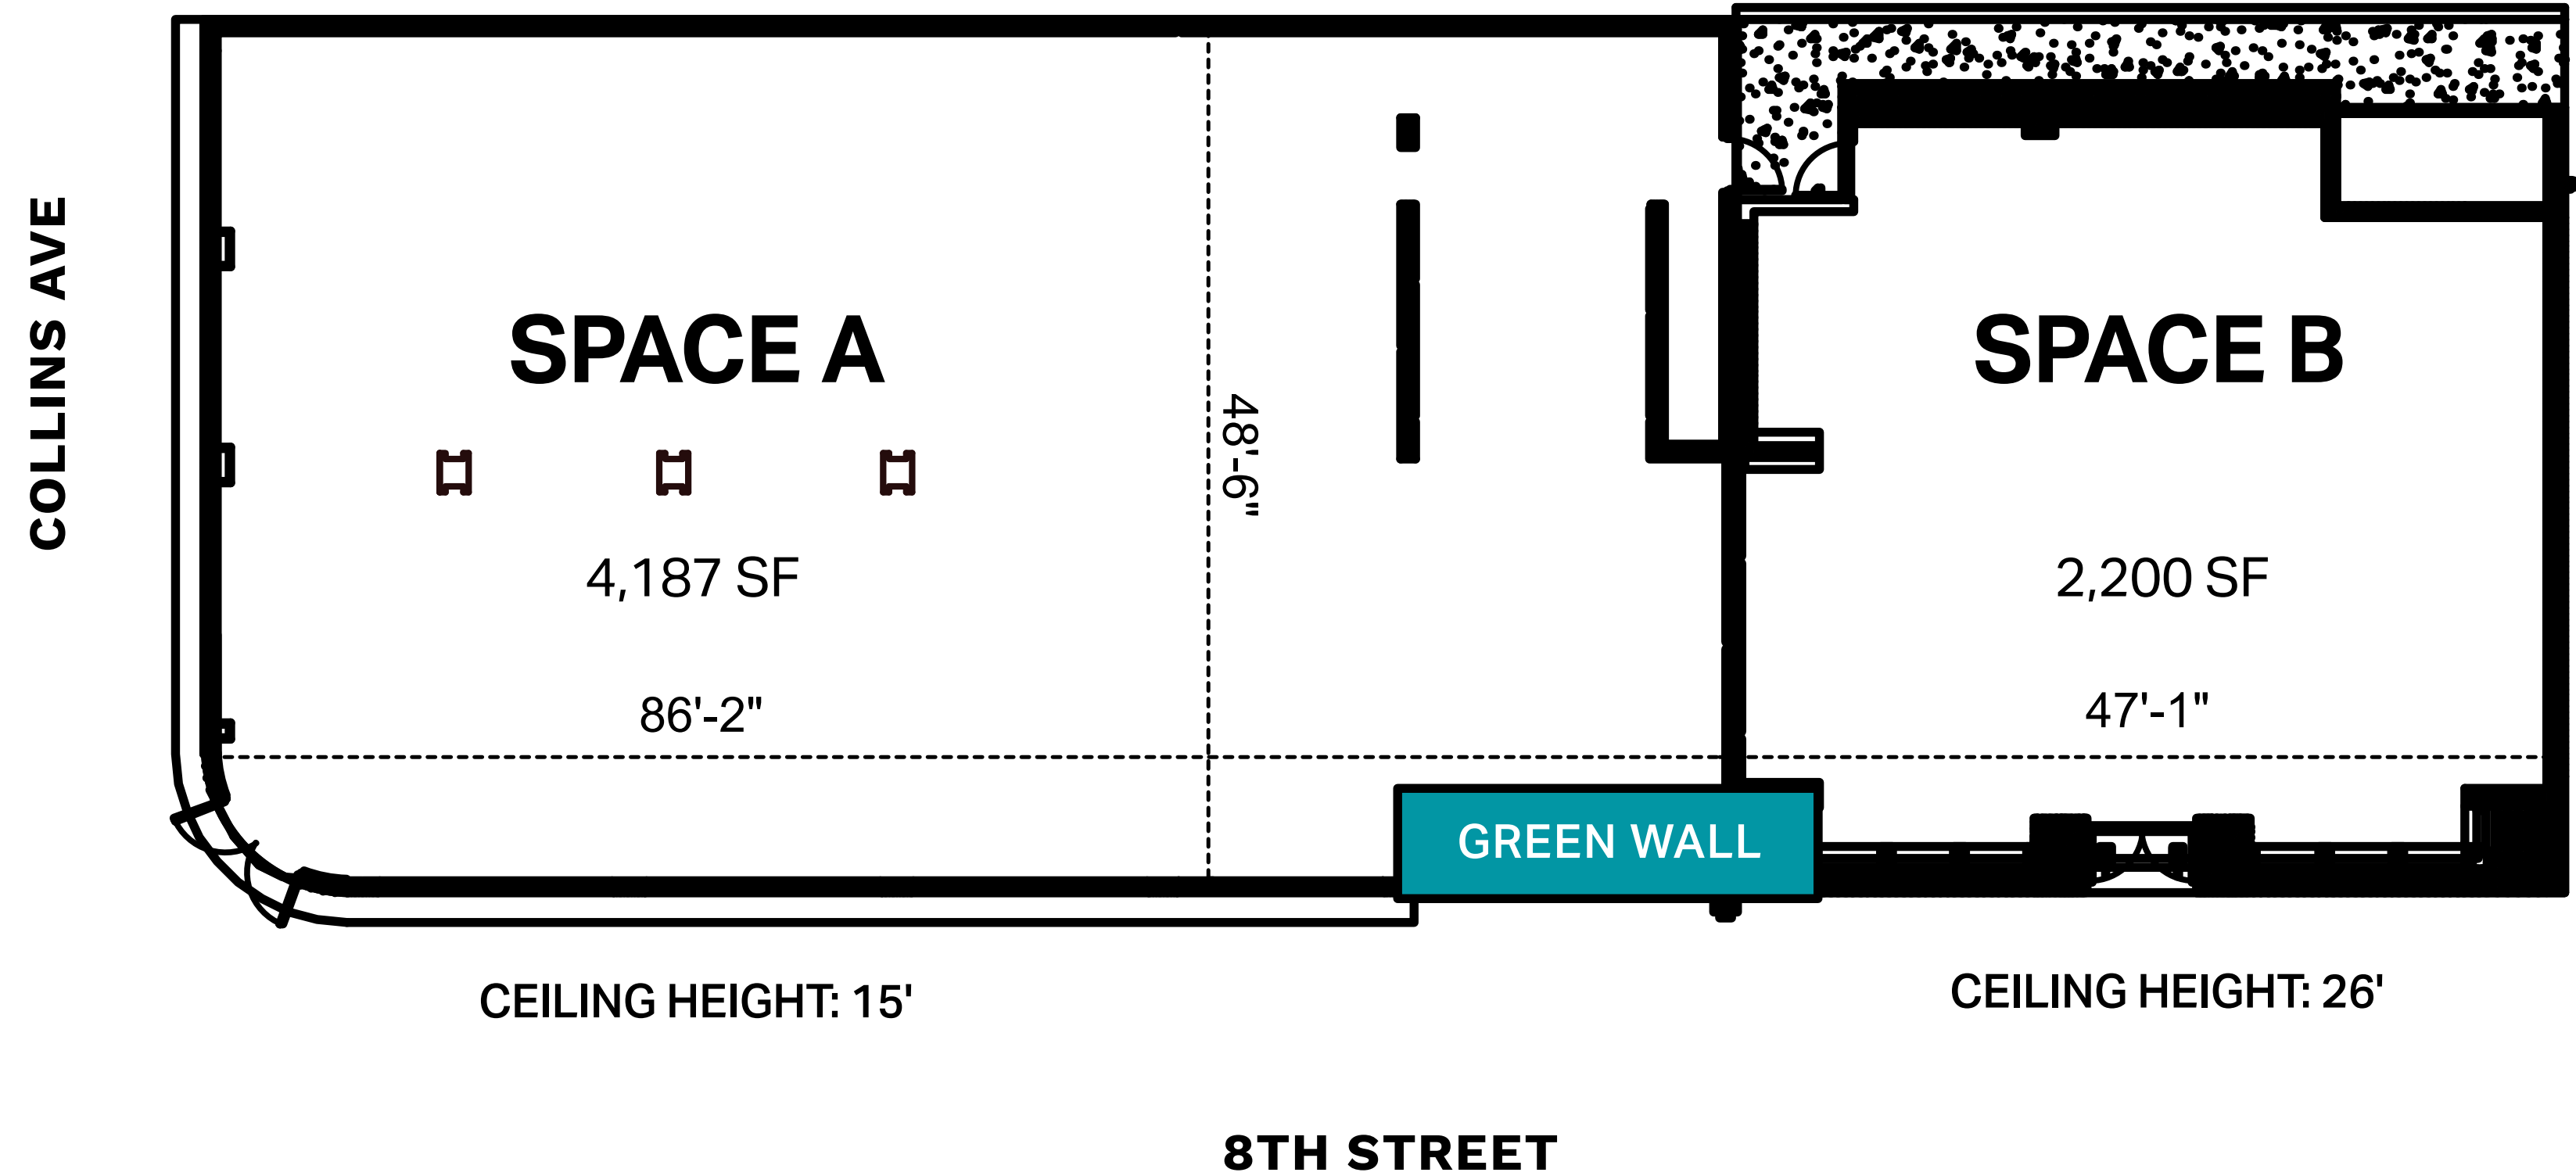 COLLINS AVE
SPACE A
SPACE B
48'-6"
4,187 SF
2,200 SF
86'-2"
47'-1"
GREEN WALL
CEILING HEIGHT: 15'
CEILING HEIGHT: 26'
8TH STREET